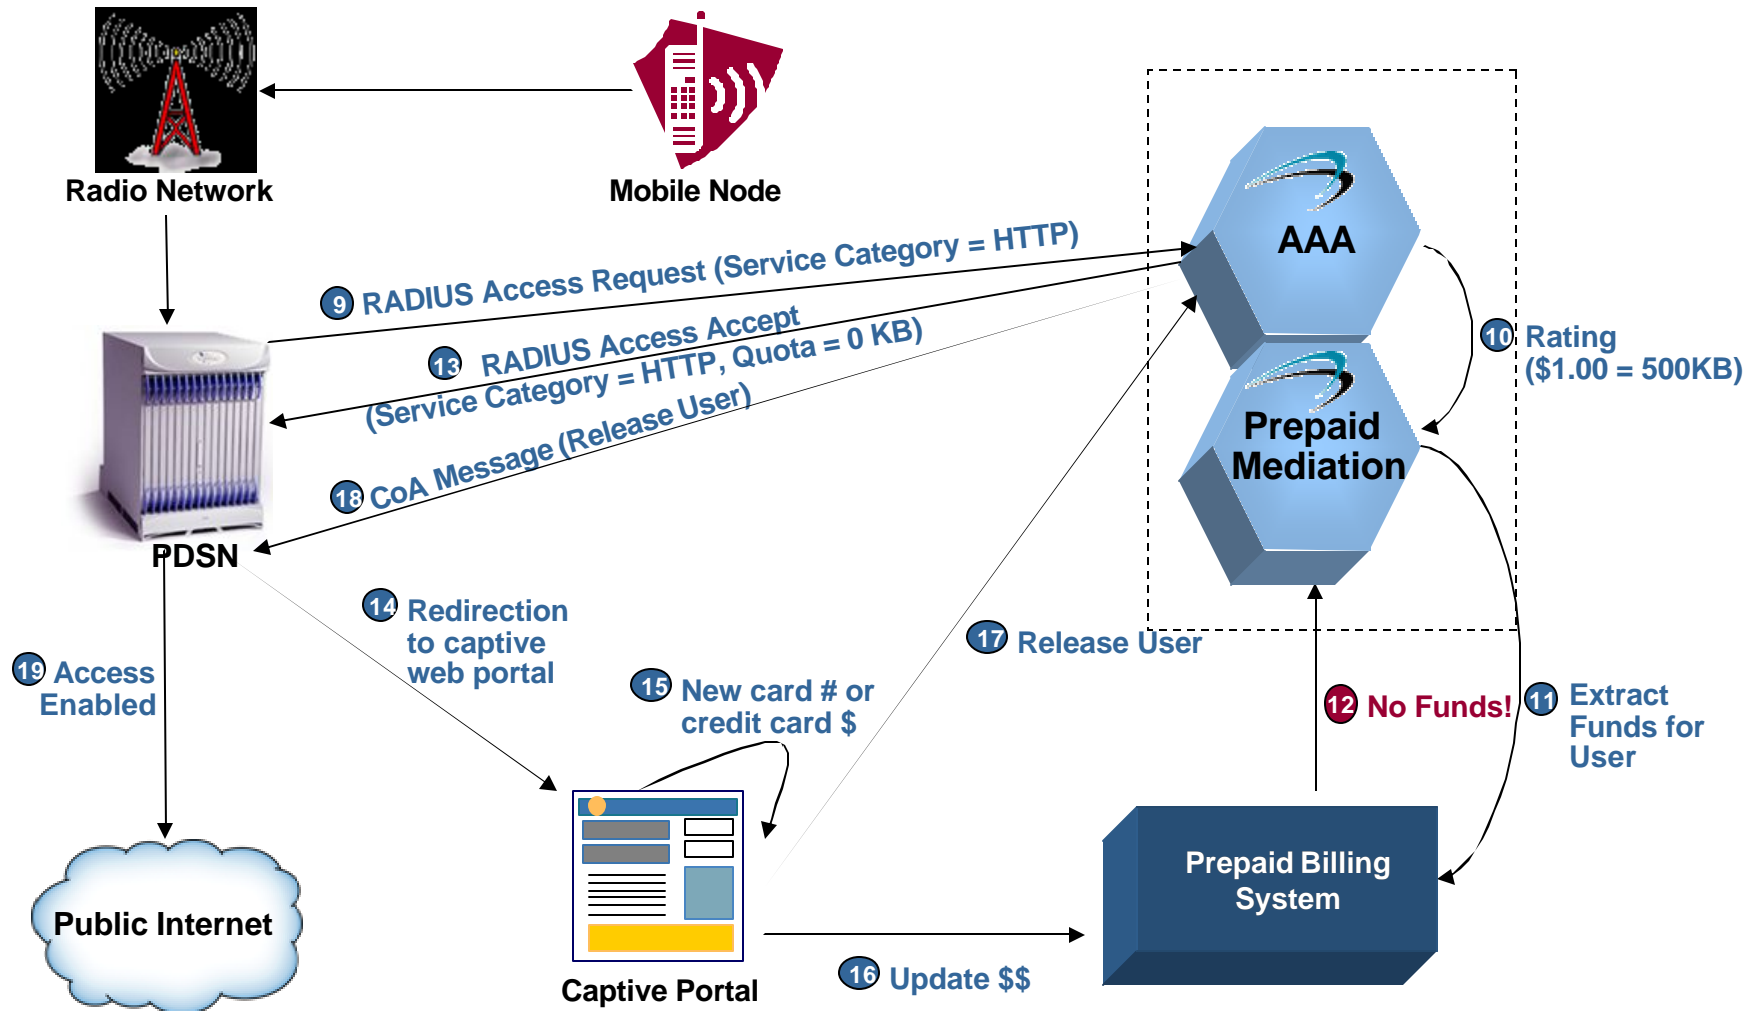 Radio Network
Mobile Node
AAA
9 RADIUS Access Request (Service Category = HTTP)
13 RADIUS Access Accept
(Service Category = HTTP, Quota = 0 KB)
10 Rating
($1.00 = 500KB)
Prepaid
Mediation
18 CoA Message (Release User)
PDSN
14 Redirection
to captive
web portal
17 Release User
19 Access
Enabled
15 New card # or
credit card $
12 No Funds!
11 Extract
Funds for
User
Prepaid Billing
System
Public Internet
16 Update $$
Captive Portal